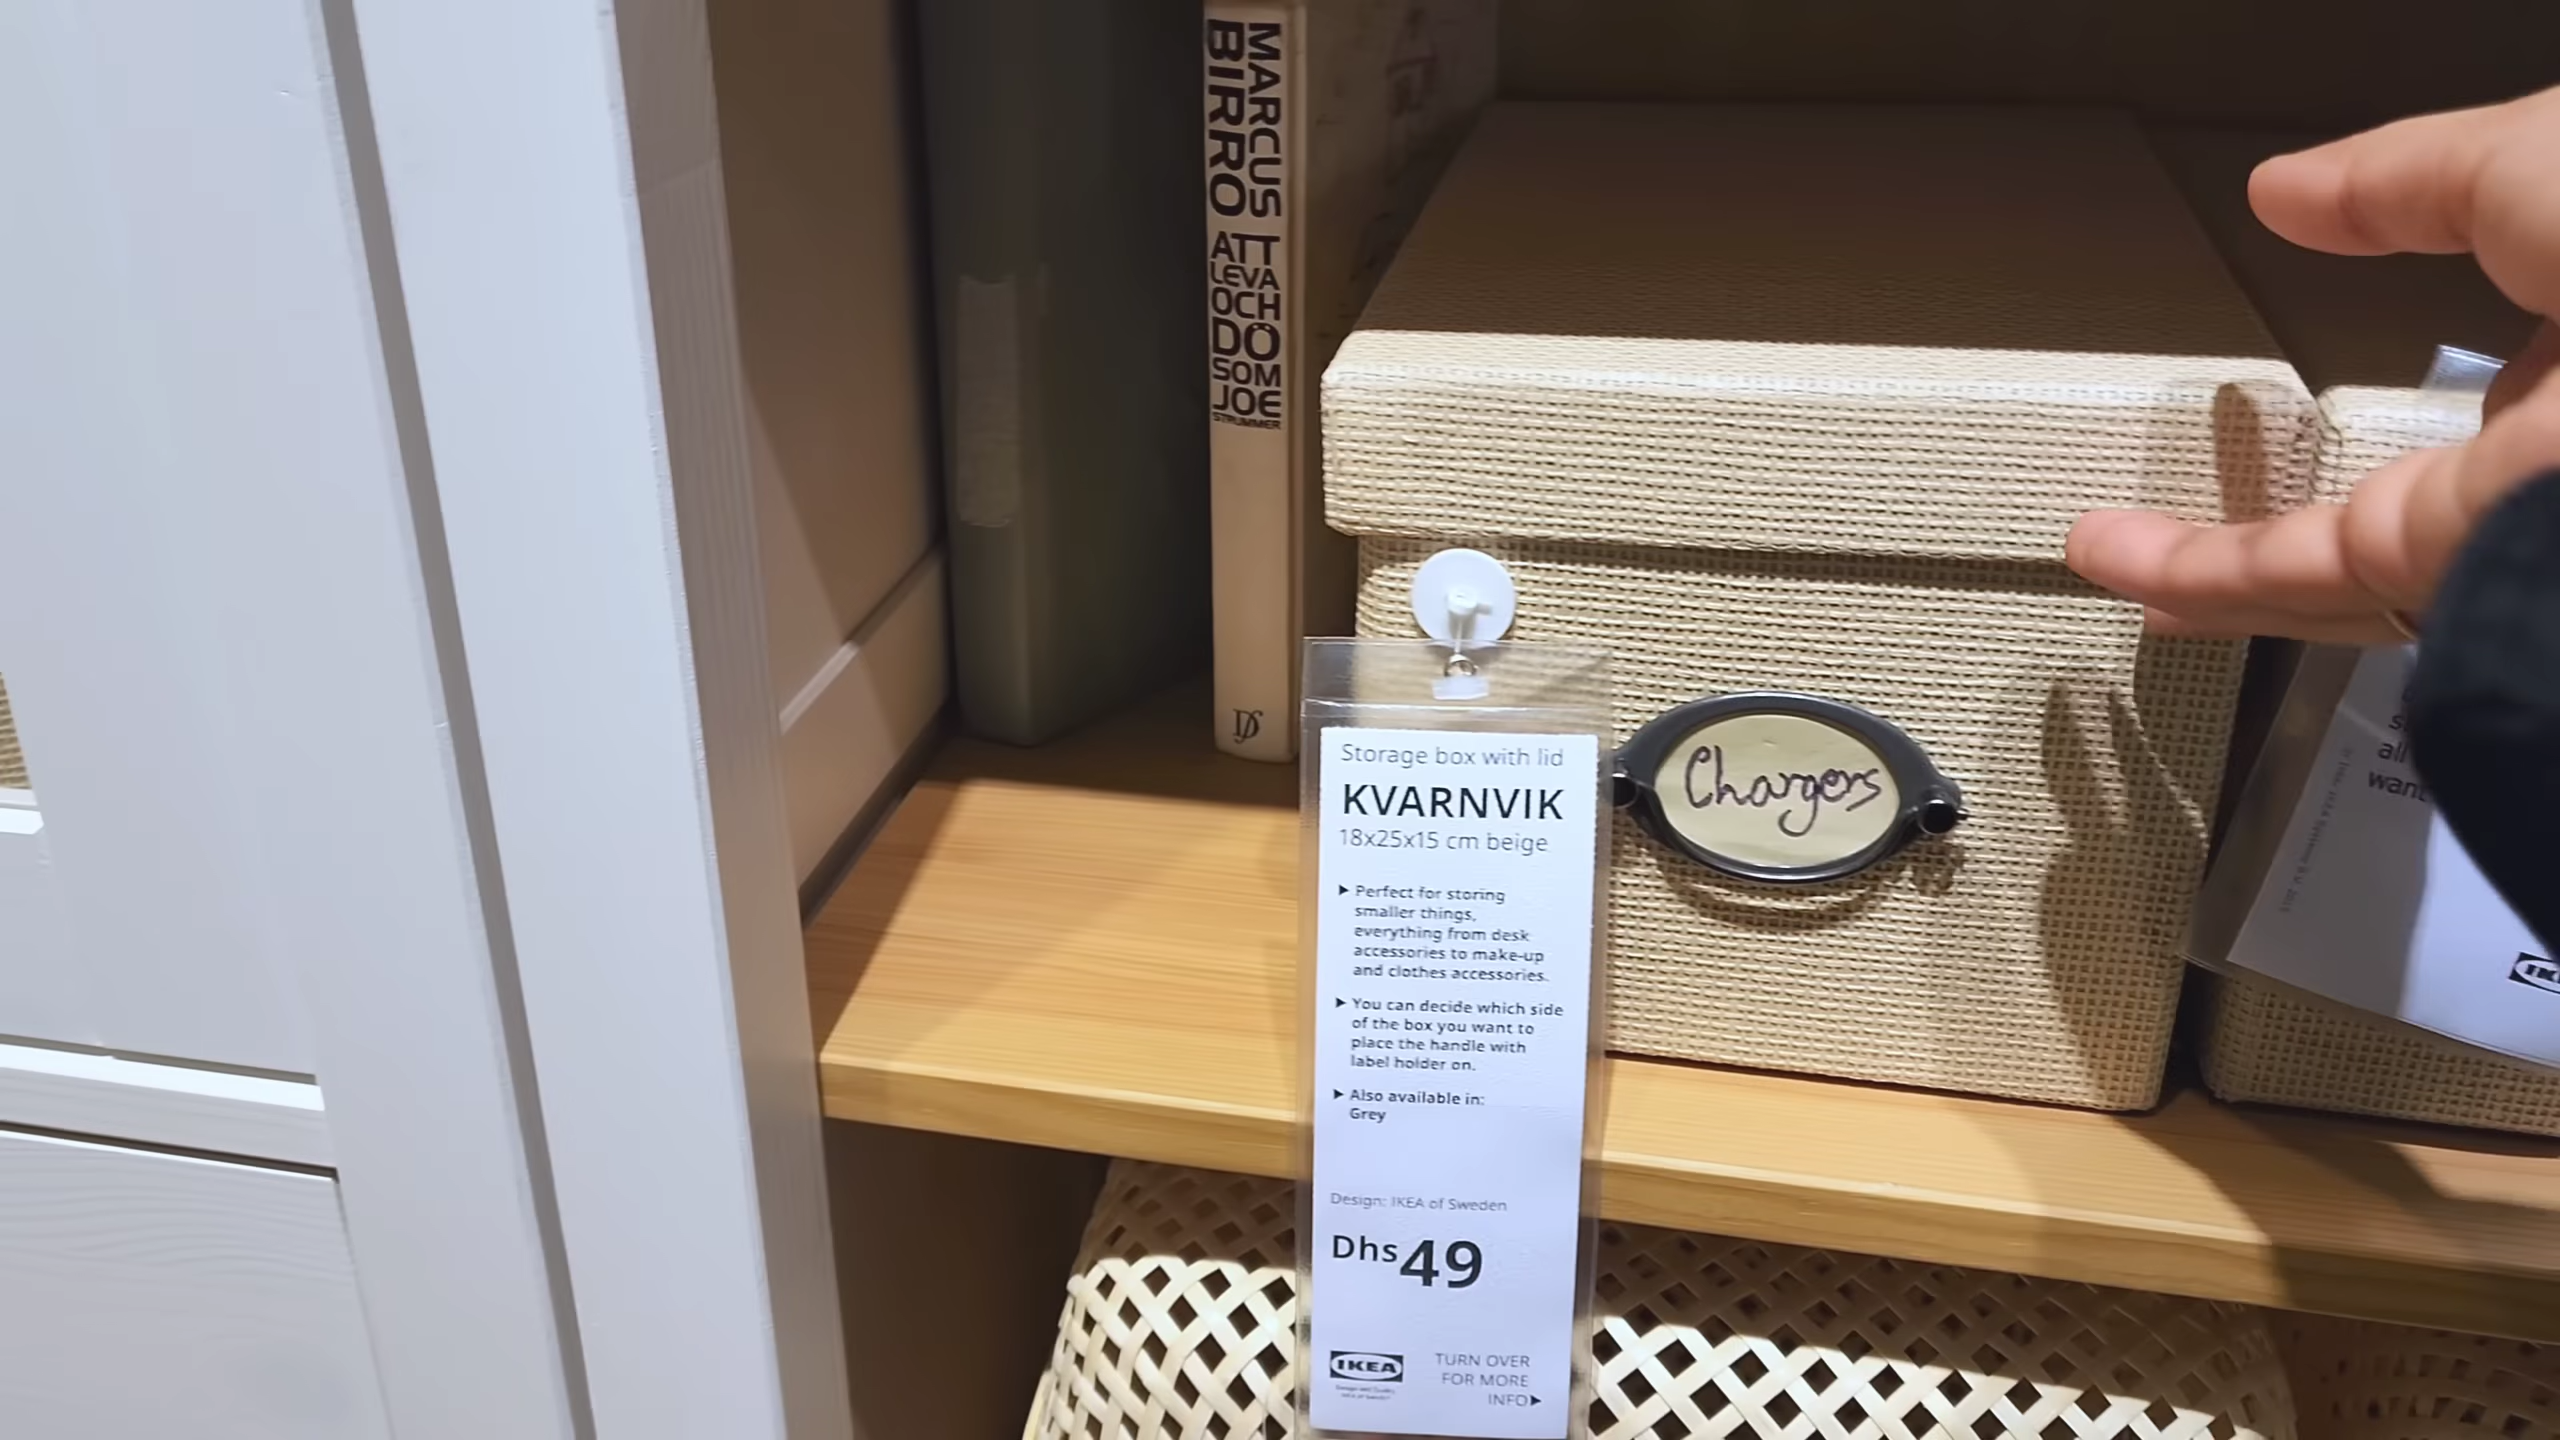 MARCUS
BIRRO
ATT
LEVA
OCH
DÖ
SOM
JOE
STRUMMER
Storage box with lid
KVARNVIK
18x25x15 cm beige
Chargers
▶ Perfect for storing
smaller things,
everything from desk
accessories to make-up
and clothes accessories.
▶ You can decide which side
of the box you want to
place the handle with
label holder on.
▶ Also available in:
Grey
Design: IKEA of Sweden
Dhs49
IKEA
TURN OVER
FOR MORE
INFO▶
all
want